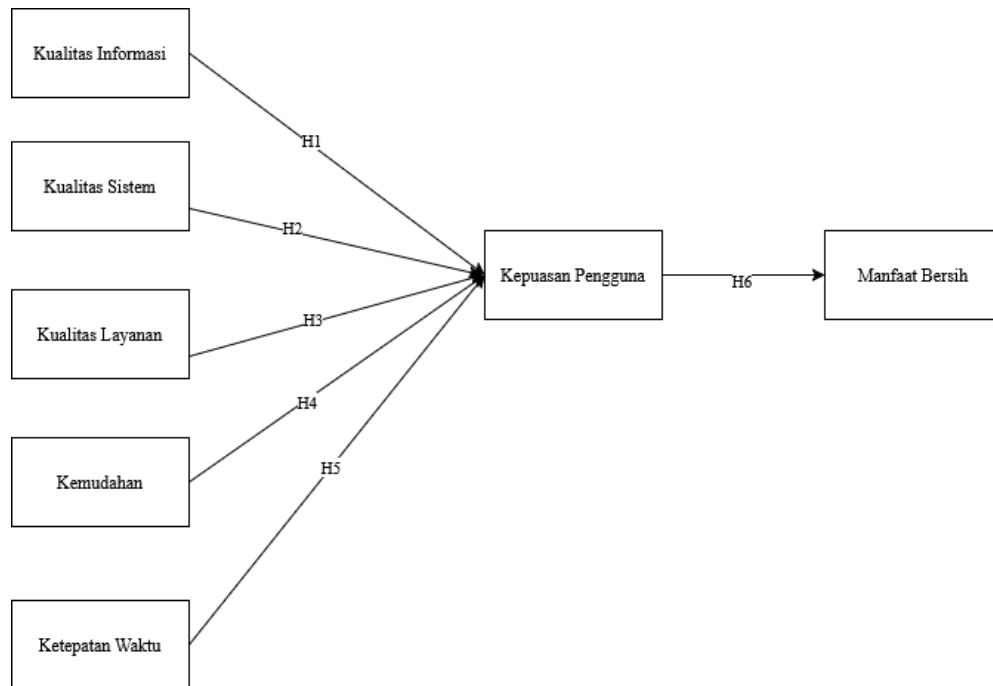 Kualitas Informasi
H1
Kualitas Sistem
H2
Kualitas Layanan
H3
Kemudahan
H4
Ketepatan Waktu
H5
Kepuasan Pengguna
H6
Manfaat Bersih